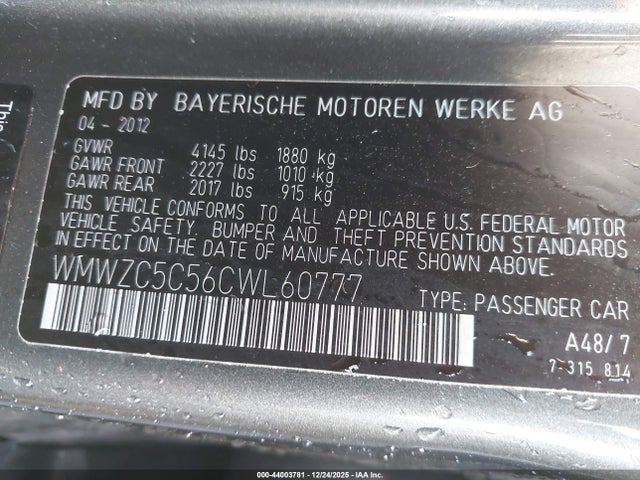 This
MFD BY BAYERISCHE MOTOREN WERKE AG
04 - 2012
GVWR 4145 lbs 1880 kg
GAWR FRONT 2227 lbs 1010 kg
GAWR REAR 2017 lbs 915 kg
THIS VEHICLE CONFORMS TO ALL APPLICABLE U.S. FEDERAL MOTOR
VEHICLE SAFETY, BUMPER AND THEFT PREVENTION STANDARDS
IN EFFECT ON THE DATE OF MANUFACTURE SHOWN ABOVE.
WMWZC5C56CWL60777
TYPE: PASSENGER CAR
A48/7
7-315 814
000-44003781 - 12/24/2025 - IAA Inc.